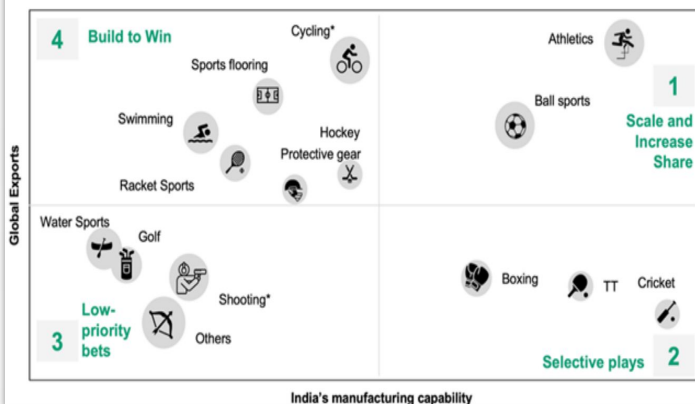 4 Build to Win
Cycling*
Sports flooring
Swimming
Hockey
Protective gear
Racket Sports
Athletics
Ball sports
1
Scale and
Increase
Share
Global Exports
Water Sports
Golf
Shooting*
Others
Low-
priority
bets
3
Boxing
TT
Cricket
Selective plays 2
India's manufacturing capability